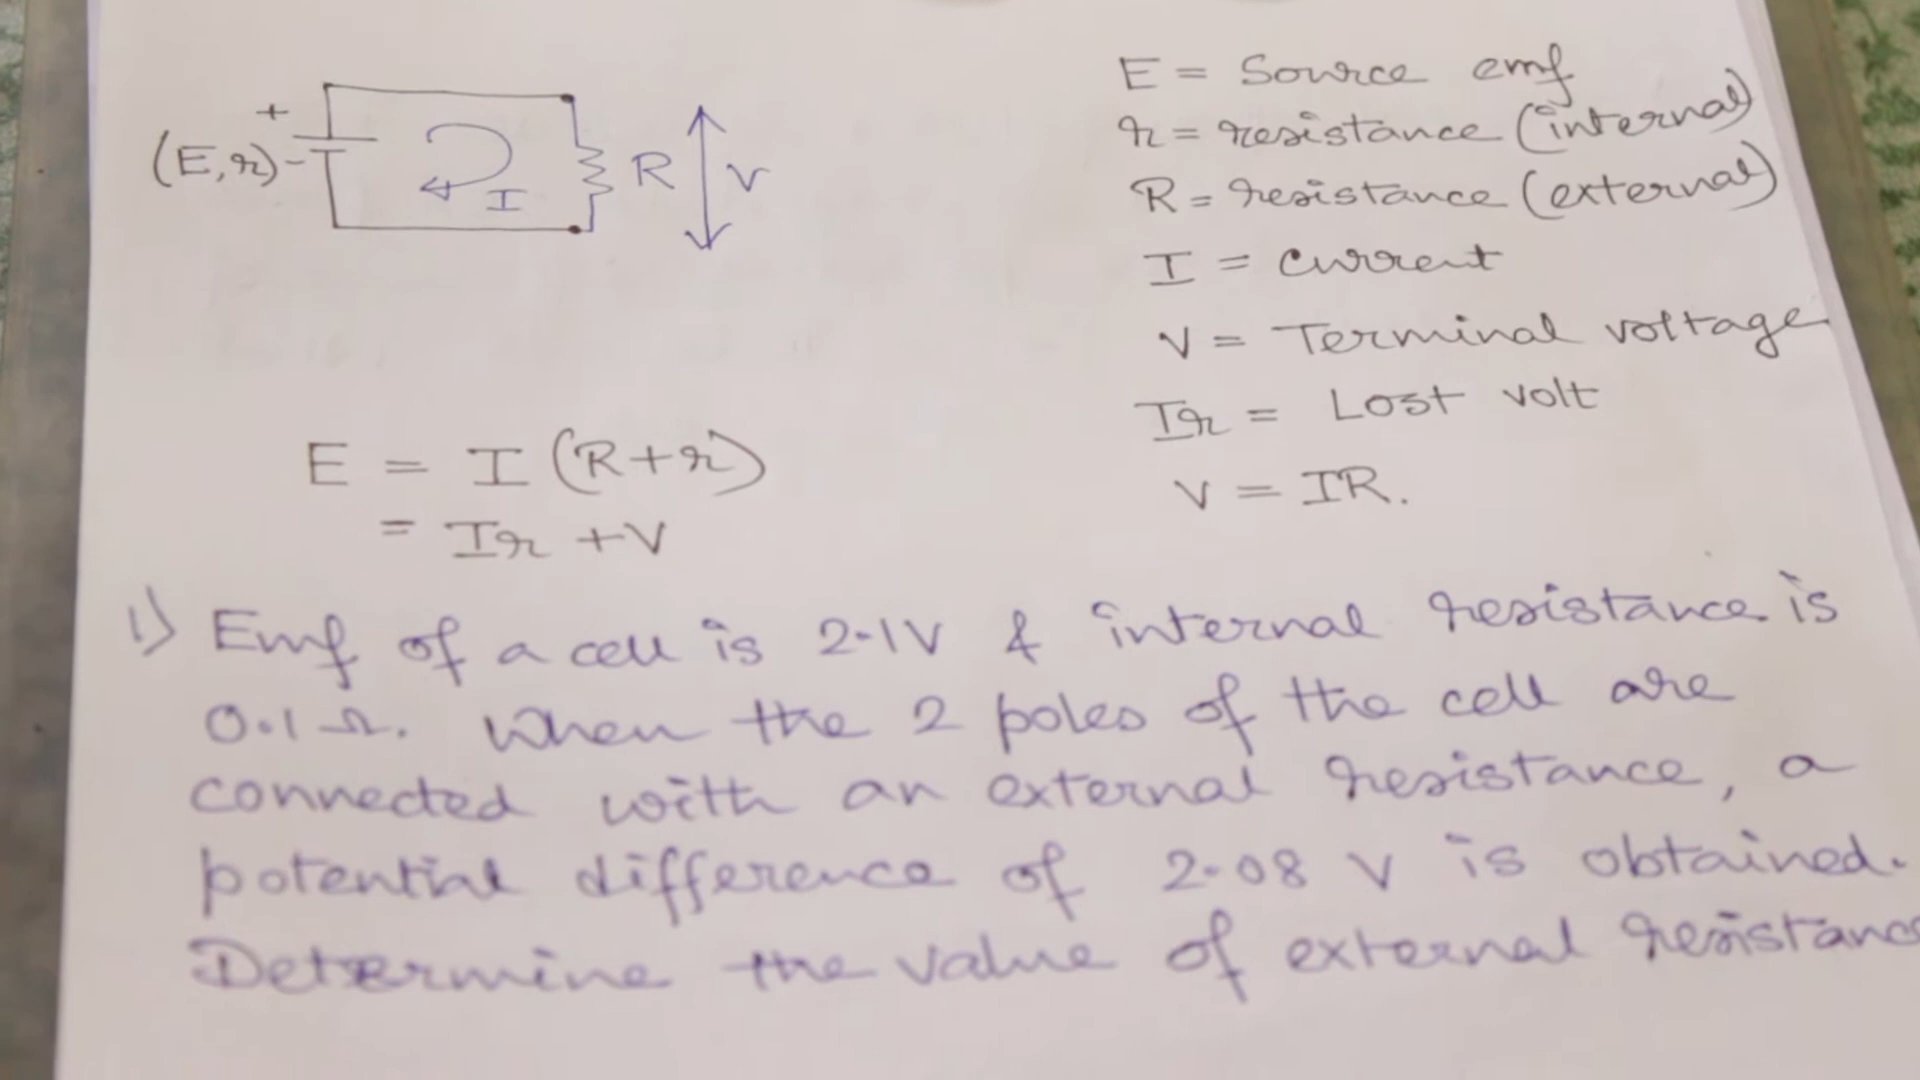 +
(E,r)
-
I
R
V
E = Source emf
r = resistance (internal)
R = resistance (external)
I = current
V = Terminal voltage
Ir = Lost volt
V = IR.
E = I (R+r)
= Ir + V
1) Emf of a cell is 2.1V & internal resistance is
0.1 Ω. When the 2 poles of the cell are
connected with an external resistance, a
potential difference of 2.08 V is obtained.
Determine the value of external resistanc